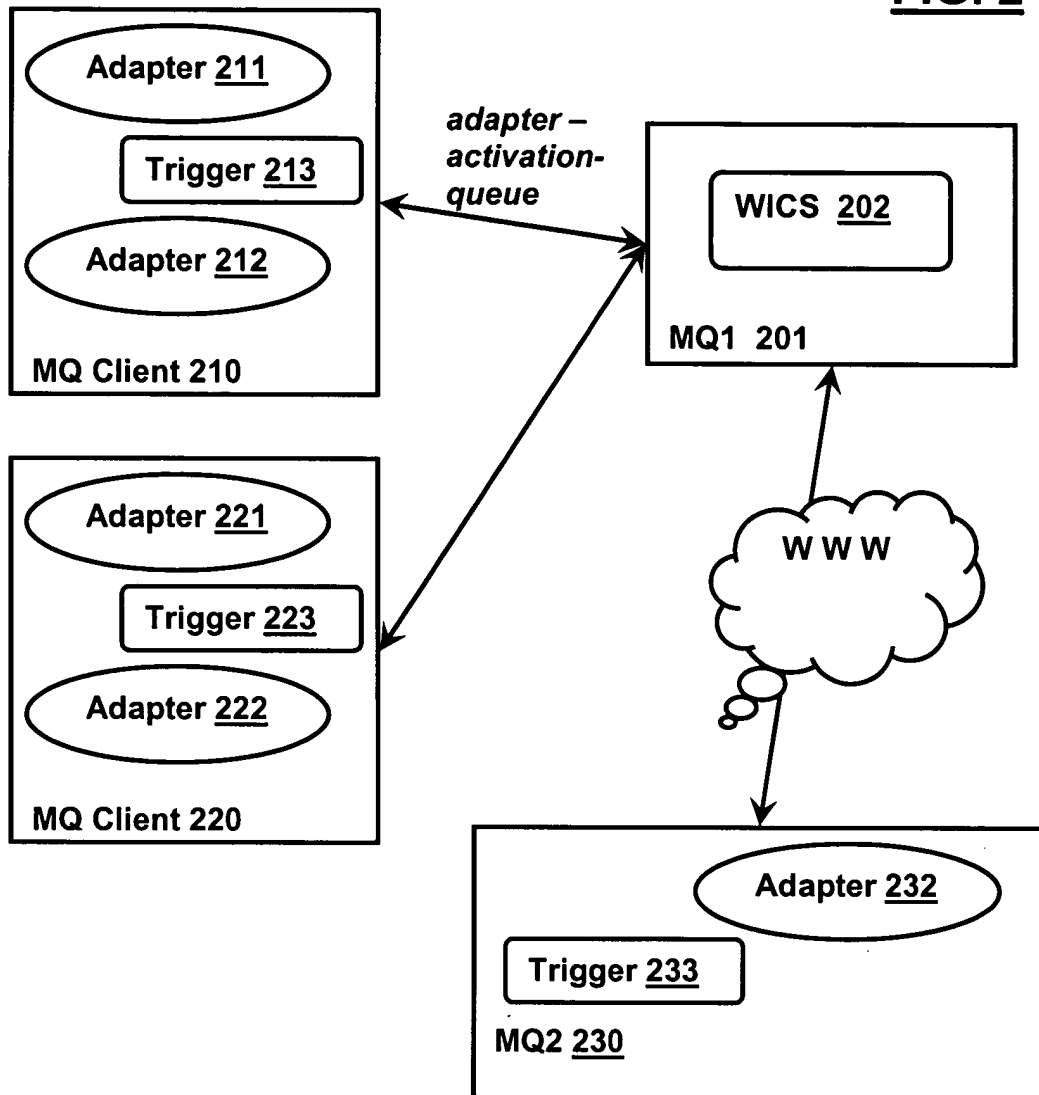 Adapter 211
Trigger 213
Adapter 212
MQ Client 210
adapter –
activation-
queue
WICS 202
MQ1 201
Adapter 221
Trigger 223
Adapter 222
MQ Client 220
W W W
Adapter 232
Trigger 233
MQ2 230